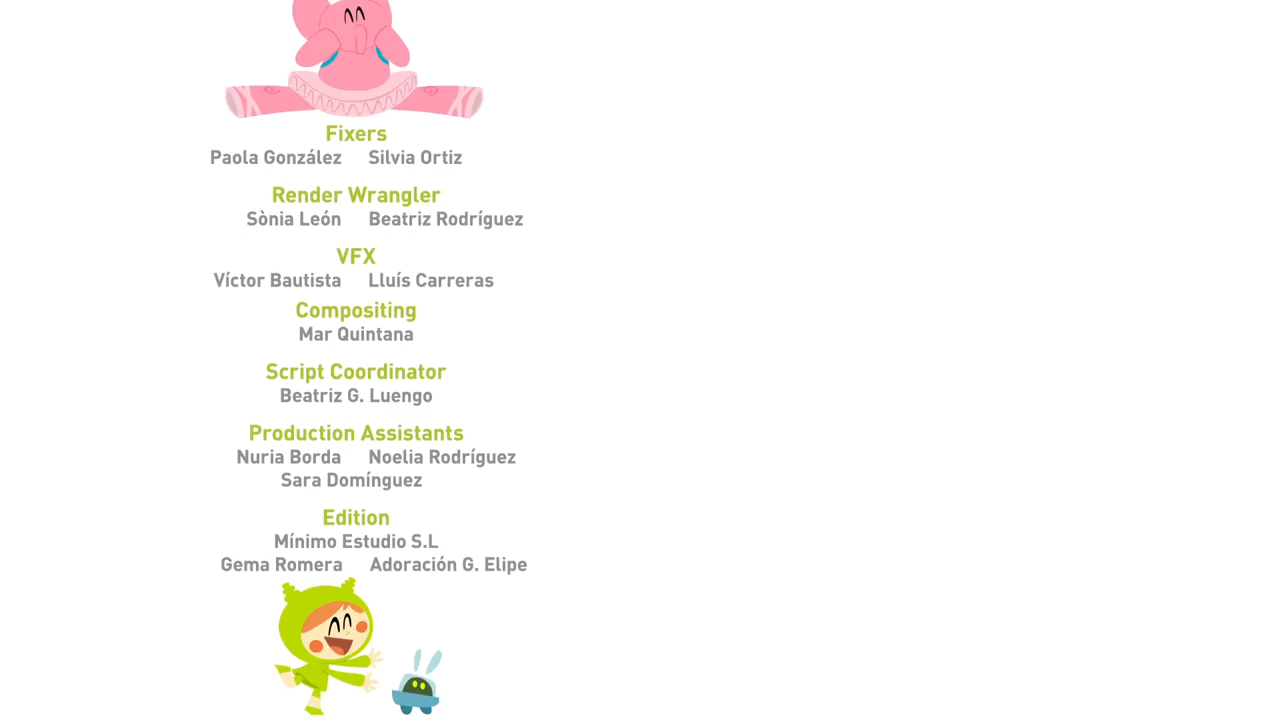 Fixers
Paola González Silvia Ortiz
Render Wrangler
Sònia León Beatriz Rodríguez
VFX
Víctor Bautista Lluís Carreras
Compositing
Mar Quintana
Script Coordinator
Beatriz G. Luengo
Production Assistants
Nuria Borda Noelia Rodríguez
Sara Domínguez
Edition
Mínimo Estudio S.L
Gema Romera Adoración G. Elipe